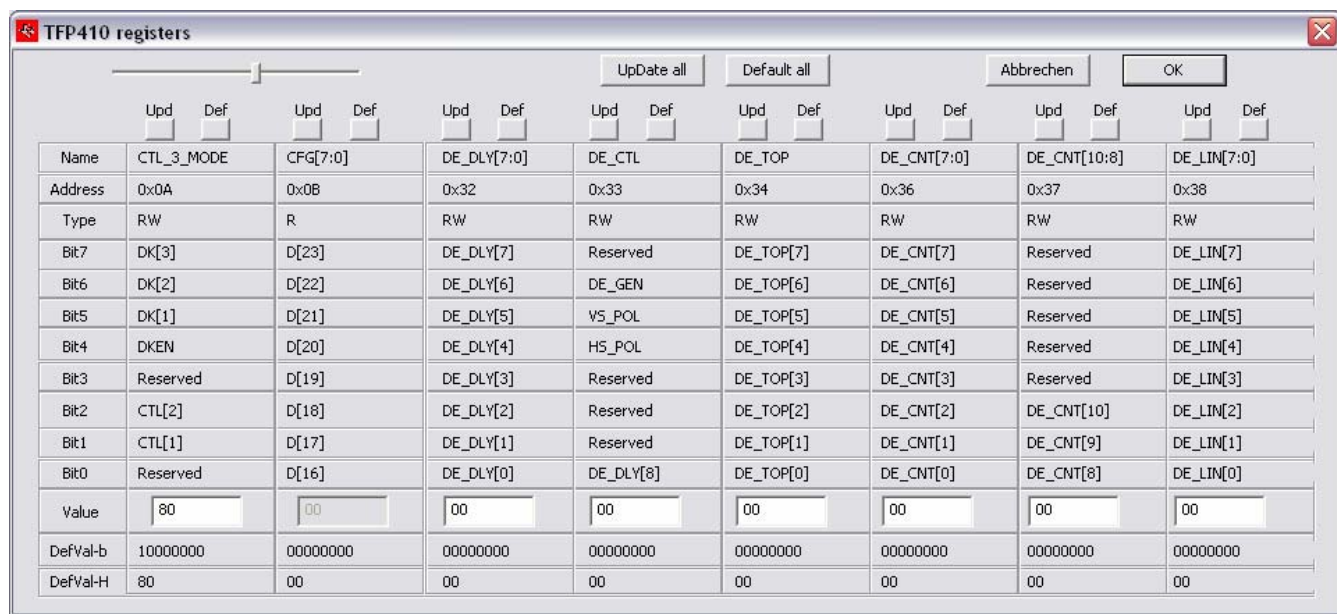 TFP410 registers
UpDate all Default all Abbrechen OK
Upd Def Upd Def Upd Def Upd Def Upd Def Upd Def Upd Def Upd Def
Name CTL_3_MODE CFG[7:0] DE_DLY[7:0] DE_CTL DE_TOP DE_CNT[7:0] DE_CNT[10:8] DE_LIN[7:0]
Address 0x0A 0x0B 0x32 0x33 0x34 0x36 0x37 0x38
Type RW R RW RW RW RW RW RW
Bit7 DK[3] D[23] DE_DLY[7] Reserved DE_TOP[7] DE_CNT[7] Reserved DE_LIN[7]
Bit6 DK[2] D[22] DE_DLY[6] DE_GEN DE_TOP[6] DE_CNT[6] Reserved DE_LIN[6]
Bit5 DK[1] D[21] DE_DLY[5] VS_POL DE_TOP[5] DE_CNT[5] Reserved DE_LIN[5]
Bit4 DKEN D[20] DE_DLY[4] HS_POL DE_TOP[4] DE_CNT[4] Reserved DE_LIN[4]
Bit3 Reserved D[19] DE_DLY[3] Reserved DE_TOP[3] DE_CNT[3] Reserved DE_LIN[3]
Bit2 CTL[2] D[18] DE_DLY[2] Reserved DE_TOP[2] DE_CNT[2] DE_CNT[10] DE_LIN[2]
Bit1 CTL[1] D[17] DE_DLY[1] Reserved DE_TOP[1] DE_CNT[1] DE_CNT[9] DE_LIN[1]
Bit0 Reserved D[16] DE_DLY[0] DE_DLY[8] DE_TOP[0] DE_CNT[0] DE_CNT[8] DE_LIN[0]
Value 80 00 00 00 00 00 00 00
DefVal-b 10000000 00000000 00000000 00000000 00000000 00000000 00000000 00000000
DefVal-H 80 00 00 00 00 00 00 00